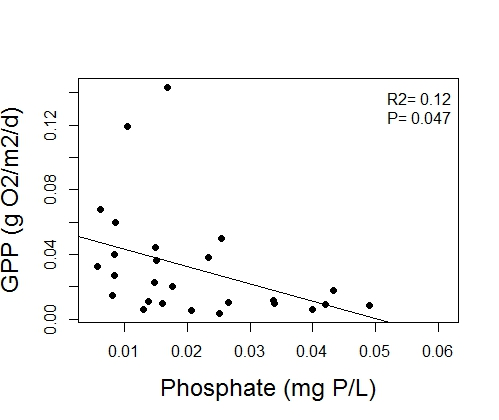 R2= 0.12
P= 0.047
GPP (g O2/m2/d)
0.12
0.08
0.04
0.00
0.01 0.02 0.03 0.04 0.05 0.06
Phosphate (mg P/L)